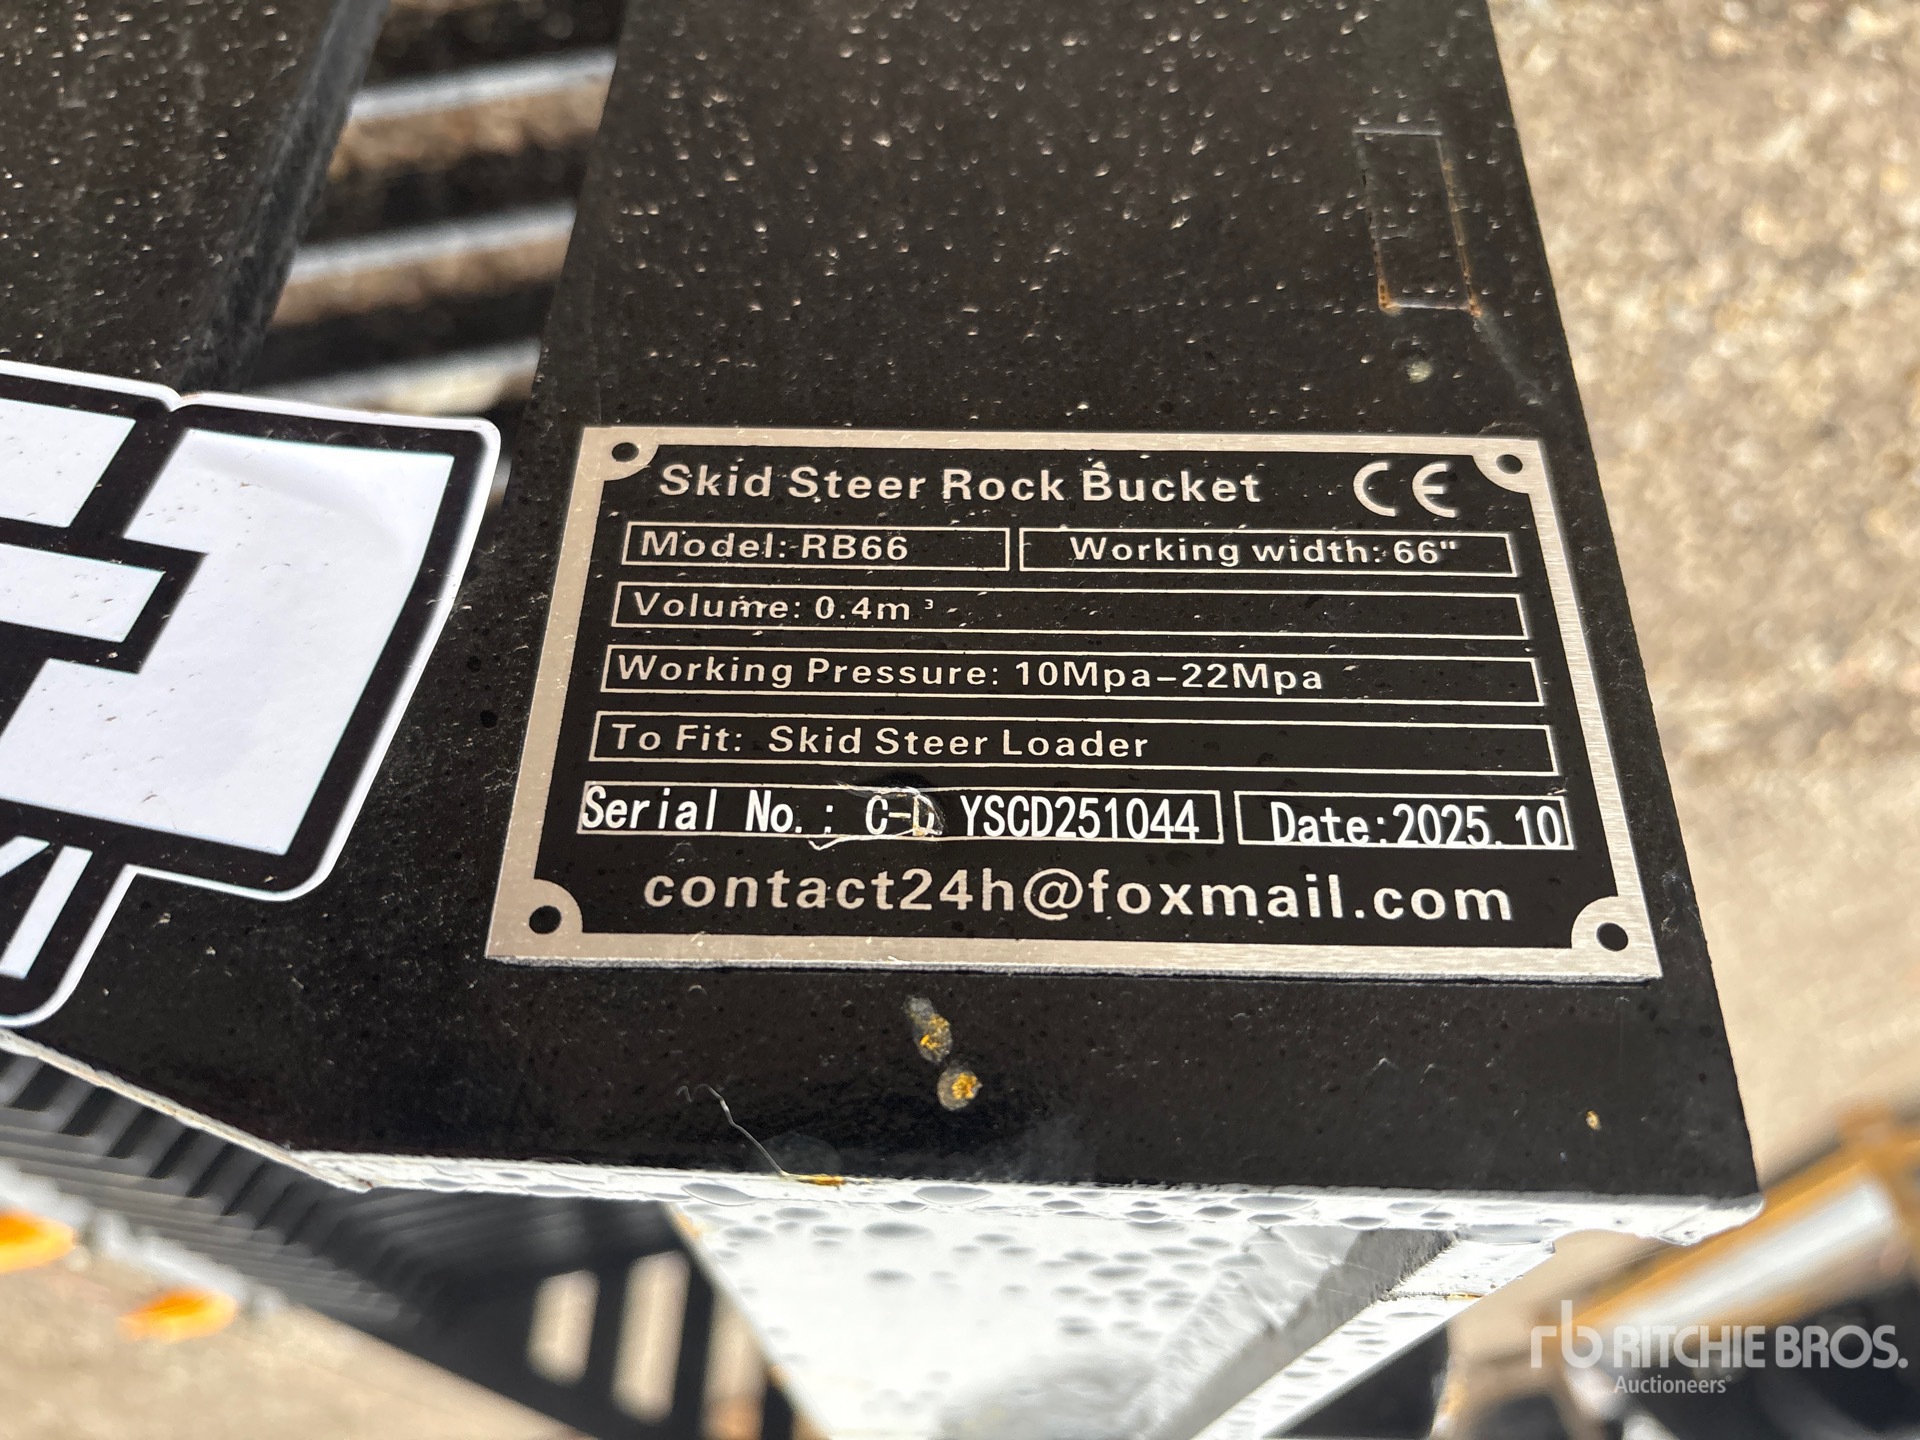 Skid Steer Rock Bucket CE
Model: RB66 Working width: 66"
Volume: 0.4m³
Working Pressure: 10Mpa-22Mpa
To Fit: Skid Steer Loader
Serial No.: C-D YSCD251044 Date:2025.10
contact24h@foxmail.com
rb RITCHIE BROS.
Auctioneers